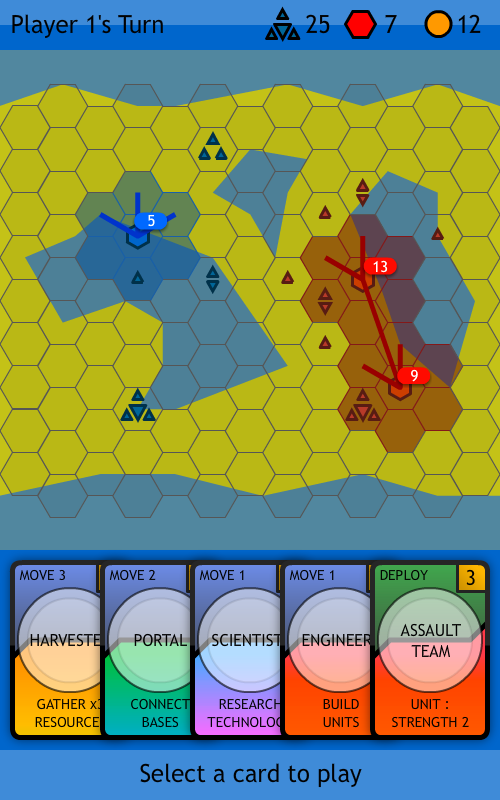 Player 1's Turn
25
7
12
5
13
9
MOVE 3
HARVESTE
GATHER x3
RESOURCE
MOVE 2
PORTAL
CONNECT
BASES
MOVE 1
SCIENTIST
RESEARCH
TECHNOLOG
MOVE 1
ENGINEER
BUILD
UNITS
DEPLOY
3
ASSAULT
TEAM
UNIT :
STRENGTH 2
Select a card to play